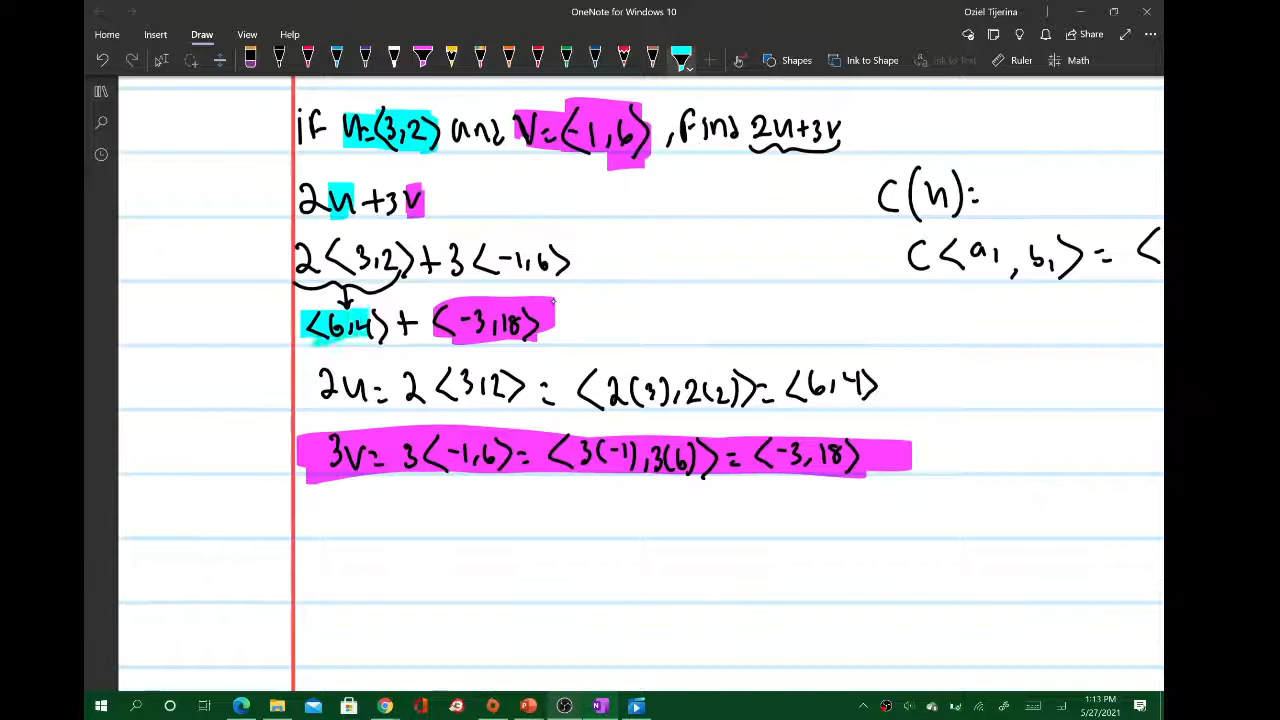 OneNote for Windows 10
Oziel Tijerina
Home Insert Draw View Help
Share
Shapes Ink to Shape Ink to Text Ruler Math
if u=⟨3,2⟩ and v=⟨-1,6⟩, find 2u+3v
2u+3v
C(u):
2⟨3,2⟩+3⟨-1,6⟩
C⟨a₁, b₁⟩=⟨
⟨6,4⟩+⟨-3,18⟩
2u=2⟨3,2⟩=⟨2(3),2(2)⟩=⟨6,4⟩
3v=3⟨-1,6⟩=⟨3(-1),3(6)⟩=⟨-3,18⟩
1:13 PM
5/27/2021